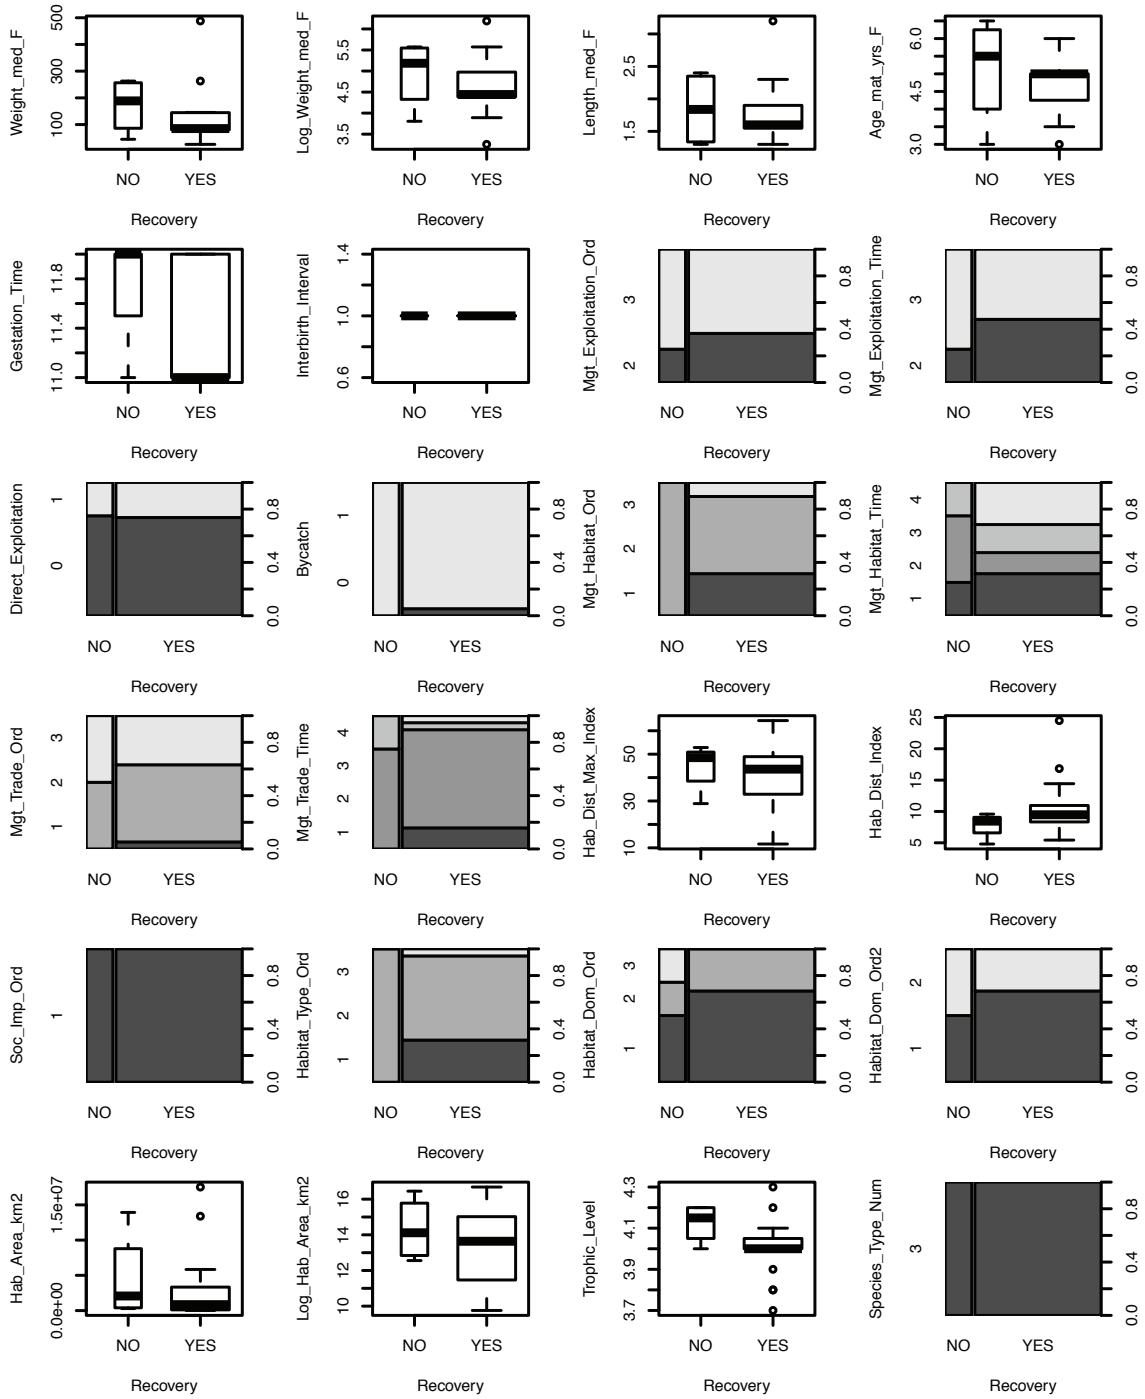 Weight_med_F
500
300
100
NO YES
Recovery
Log_Weight_med_F
5.5
4.5
3.5
NO YES
Recovery
Length_med_F
2.5
1.5
NO YES
Recovery
Age_mat_yrs_F
6.0
4.5
3.0
NO YES
Recovery
Gestation_Time
11.8
11.4
11.0
NO YES
Recovery
Interbirth_Interval
1.4
1.0
0.6
NO YES
Recovery
Mgt_Exploitation_Ord
3
2
0.8
0.4
0.0
NO YES
Recovery
Mgt_Exploitation_Time
3
2
0.8
0.4
0.0
NO YES
Recovery
Direct_Exploitation
1
0
0.8
0.4
0.0
NO YES
Recovery
Bycatch
1
0
0.8
0.4
0.0
NO YES
Recovery
Mgt_Habitat_Ord
3
2
1
0.8
0.4
0.0
NO YES
Recovery
Mgt_Habitat_Time
4
3
2
1
0.8
0.4
0.0
NO YES
Recovery
Mgt_Trade_Ord
3
2
1
0.8
0.4
0.0
NO YES
Recovery
Mgt_Trade_Time
4
3
2
1
0.8
0.4
0.0
NO YES
Recovery
Hab_Dist_Max_Index
50
30
10
NO YES
Recovery
Hab_Dist_Index
25
20
15
10
5
NO YES
Recovery
Soc_Imp_Ord
1
0.8
0.4
0.0
NO YES
Recovery
Habitat_Type_Ord
3
2
1
0.8
0.4
0.0
NO YES
Recovery
Habitat_Dom_Ord
3
2
1
0.8
0.4
0.0
NO YES
Recovery
Habitat_Dom_Ord2
2
1
0.8
0.4
0.0
NO YES
Recovery
Hab_Area_km2
1.5e+07
0.0e+00
NO YES
Recovery
Log_Hab_Area_km2
16
14
12
10
NO YES
Recovery
Trophic_Level
4.3
4.1
3.9
3.7
NO YES
Recovery
Species_Type_Num
3
0.8
0.4
0.0
NO YES
Recovery